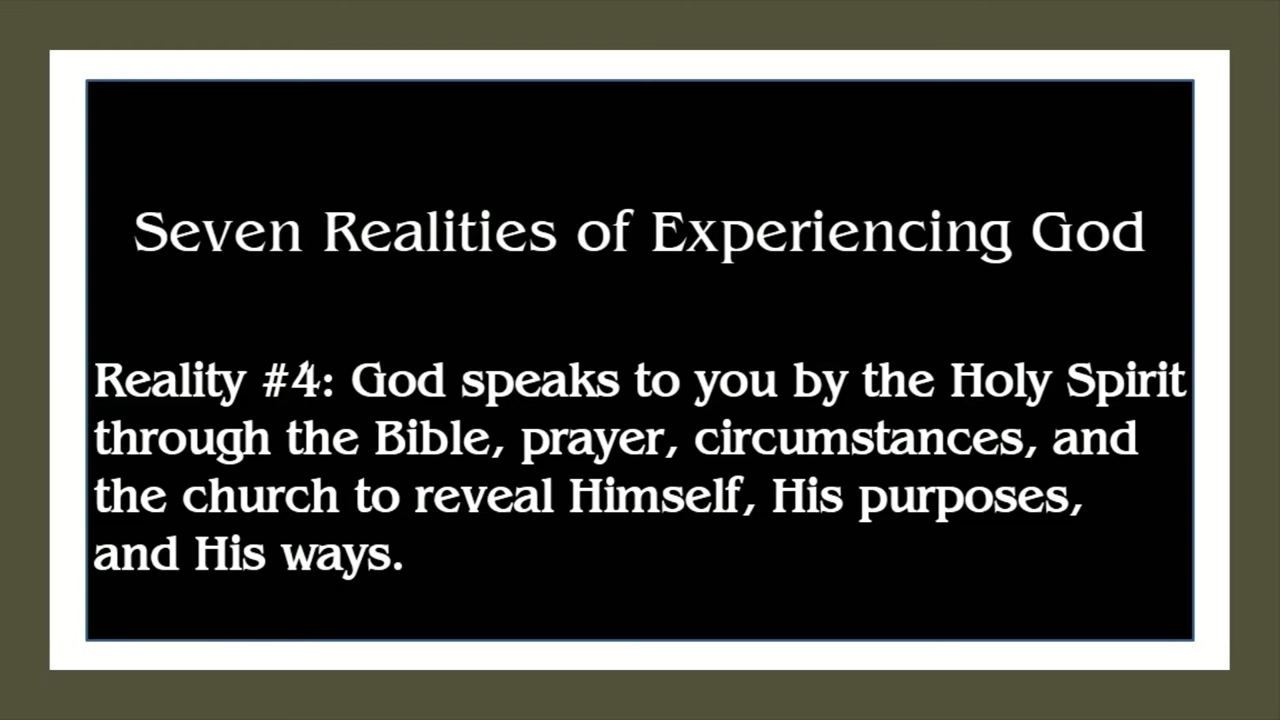 Seven Realities of Experiencing God
Reality #4: God speaks to you by the Holy Spirit
through the Bible, prayer, circumstances, and
the church to reveal Himself, His purposes,
and His ways.